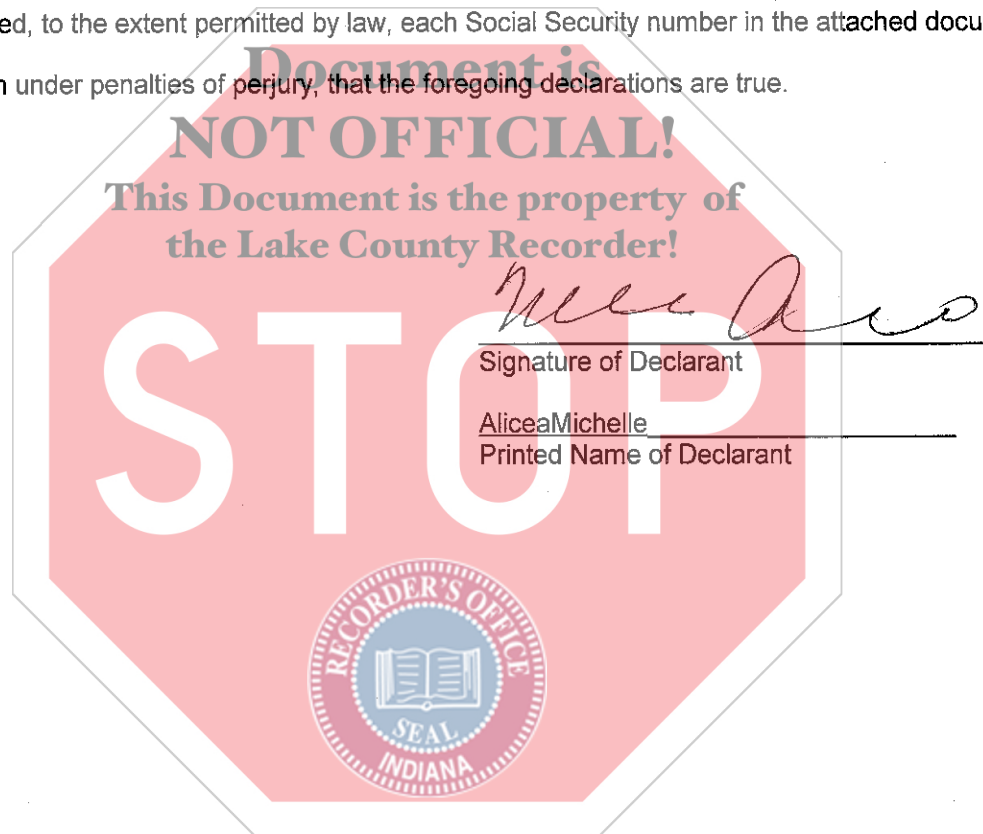 ed, to the extent permitted by law, each Social Security number in the attached docu
Document is
n under penalties of perjury, that the foregoing declarations are true.
NOT OFFICIAL!
This Document is the property of
the Lake County Recorder!
Signature of Declarant
STOP
AliceaMichelle
Printed Name of Declarant
RECORDER'S OFFICE
SEAL
INDIANA